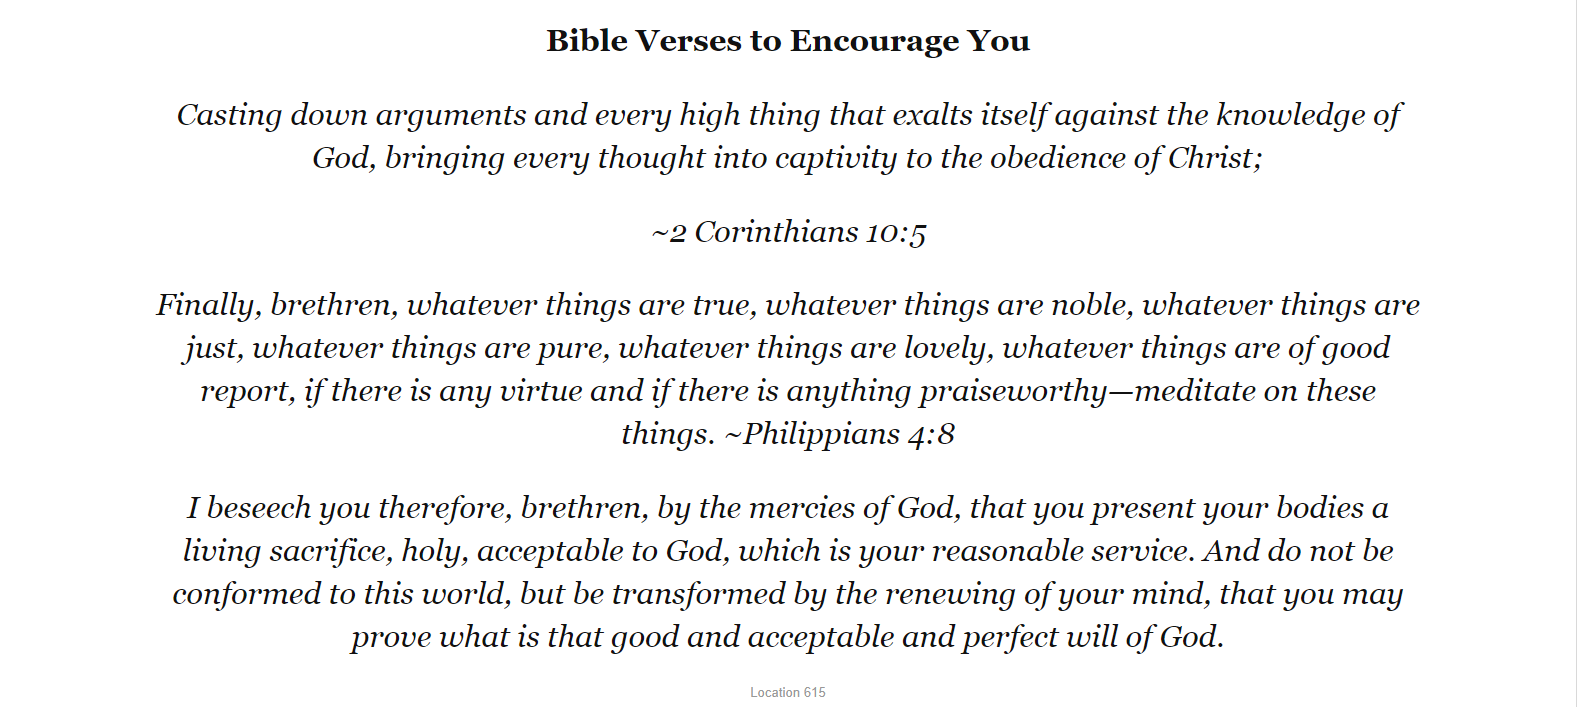 Bible Verses to Encourage You
Casting down arguments and every high thing that exalts itself against the knowledge of
God, bringing every thought into captivity to the obedience of Christ;
~2 Corinthians 10:5
Finally, brethren, whatever things are true, whatever things are noble, whatever things are
just, whatever things are pure, whatever things are lovely, whatever things are of good
report, if there is any virtue and if there is anything praiseworthy—meditate on these
things. ~Philippians 4:8
I beseech you therefore, brethren, by the mercies of God, that you present your bodies a
living sacrifice, holy, acceptable to God, which is your reasonable service. And do not be
conformed to this world, but be transformed by the renewing of your mind, that you may
prove what is that good and acceptable and perfect will of God.
Location 615